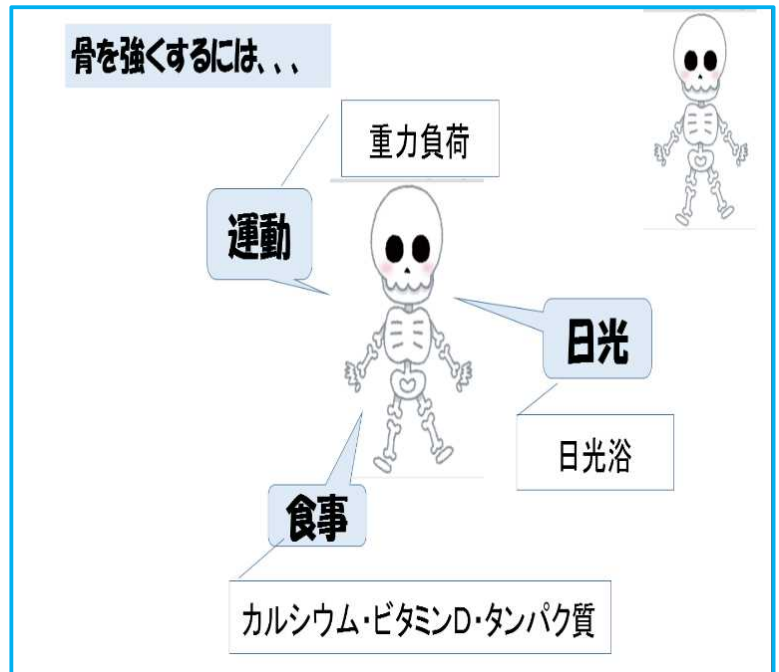 骨を強くするには、、、
重力負荷
運動
日光
日光浴
食事
カルシウム・ビタミンD・タンパク質